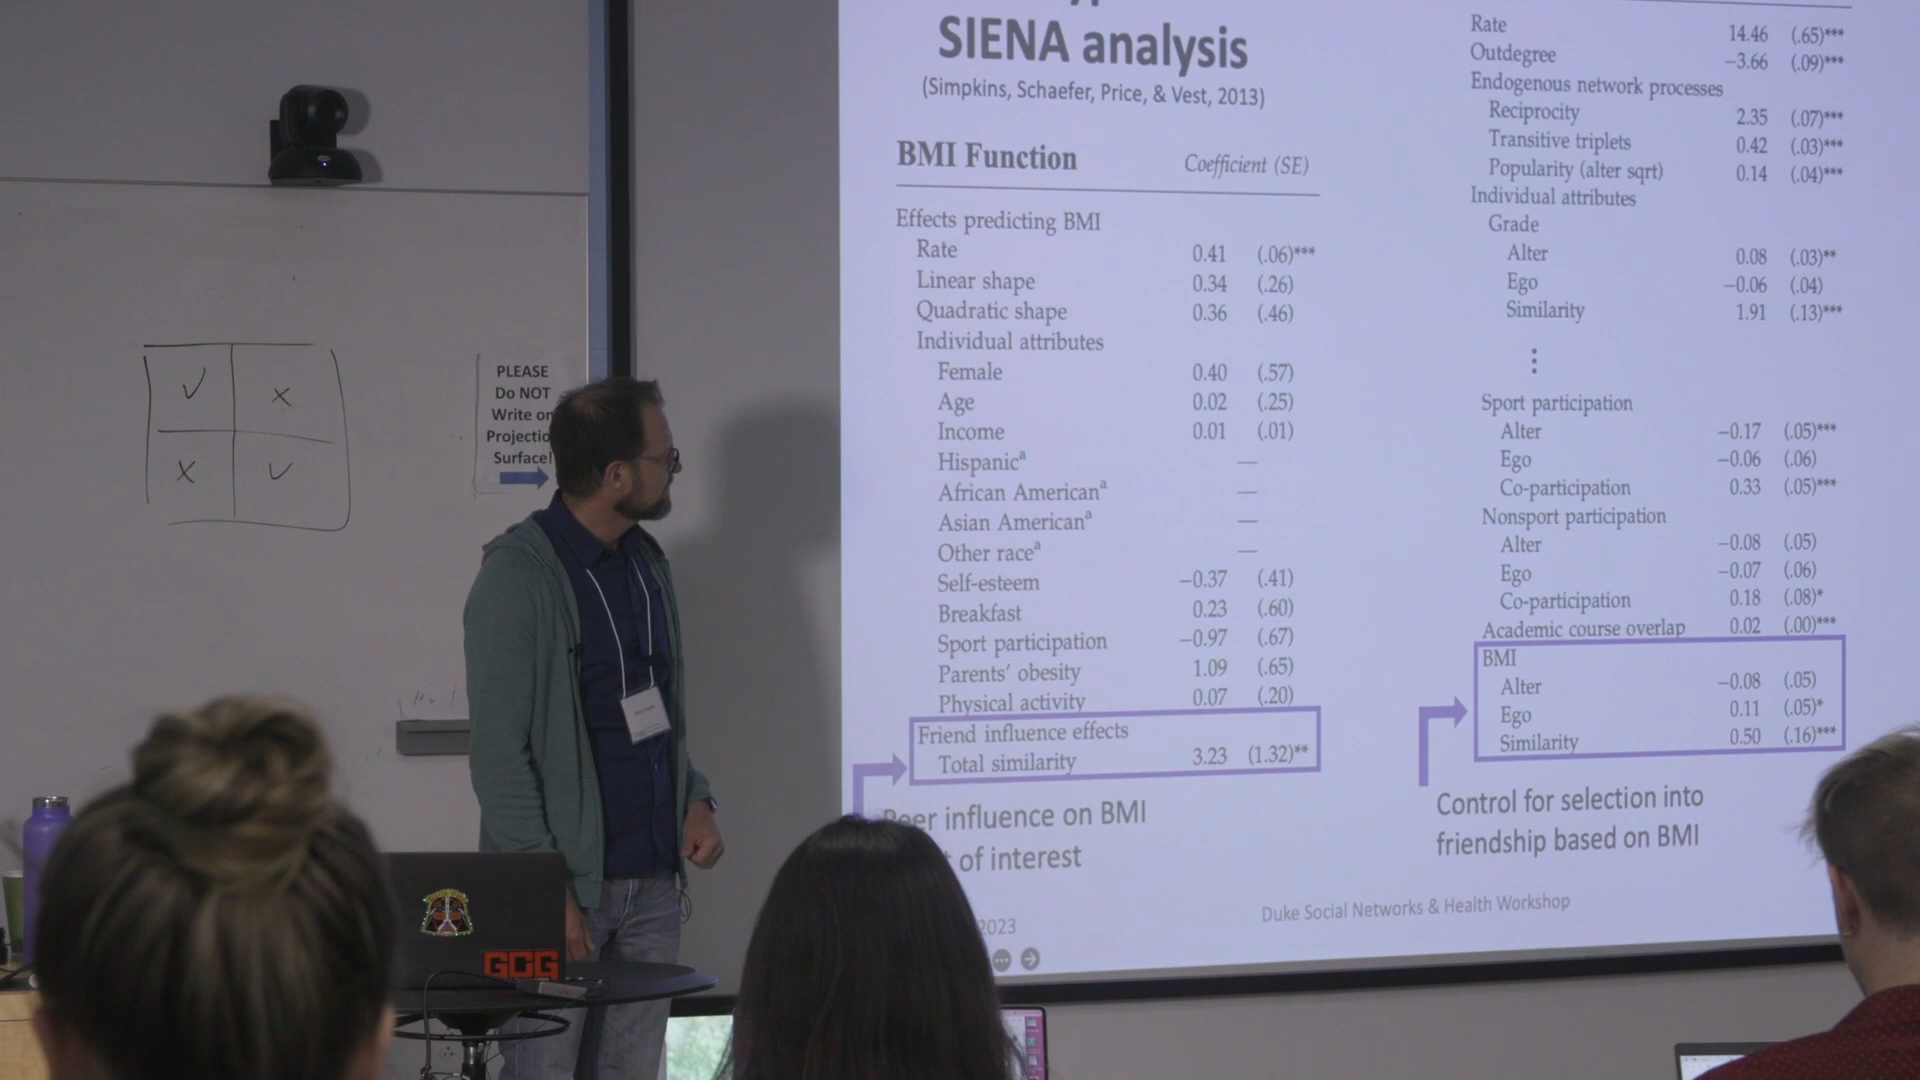 SIENA analysis
(Simpkins, Schaefer, Price, & Vest, 2013)
BMI Function Coefficient (SE)
Effects predicting BMI
Rate 0.41 (.06)***
Linear shape 0.34 (.26)
Quadratic shape 0.36 (.46)
Individual attributes
Female 0.40 (.57)
Age 0.02 (.25)
Income 0.01 (.01)
Hispanicᵃ —
African Americanᵃ —
Asian Americanᵃ —
Other raceᵃ —
Self-esteem −0.37 (.41)
Breakfast 0.23 (.60)
Sport participation −0.97 (.67)
Parents' obesity 1.09 (.65)
Physical activity 0.07 (.20)
Friend influence effects
Total similarity 3.23 (1.32)**
Peer influence on BMI
of interest
Rate 14.46 (.65)***
Outdegree −3.66 (.09)***
Endogenous network processes
Reciprocity 2.35 (.07)***
Transitive triplets 0.42 (.03)***
Popularity (alter sqrt) 0.14 (.04)***
Individual attributes
Grade
Alter 0.08 (.03)**
Ego −0.06 (.04)
Similarity 1.91 (.13)***
⋮
Sport participation
Alter −0.17 (.05)***
Ego −0.06 (.06)
Co-participation 0.33 (.05)***
Nonsport participation
Alter −0.08 (.05)
Ego −0.07 (.06)
Co-participation 0.18 (.08)*
Academic course overlap 0.02 (.00)***
BMI
Alter −0.08 (.05)
Ego 0.11 (.05)*
Similarity 0.50 (.16)***
Control for selection into
friendship based on BMI
2023
Duke Social Networks & Health Workshop
PLEASE
Do NOT
Write on
Projection
Surface!
GCG